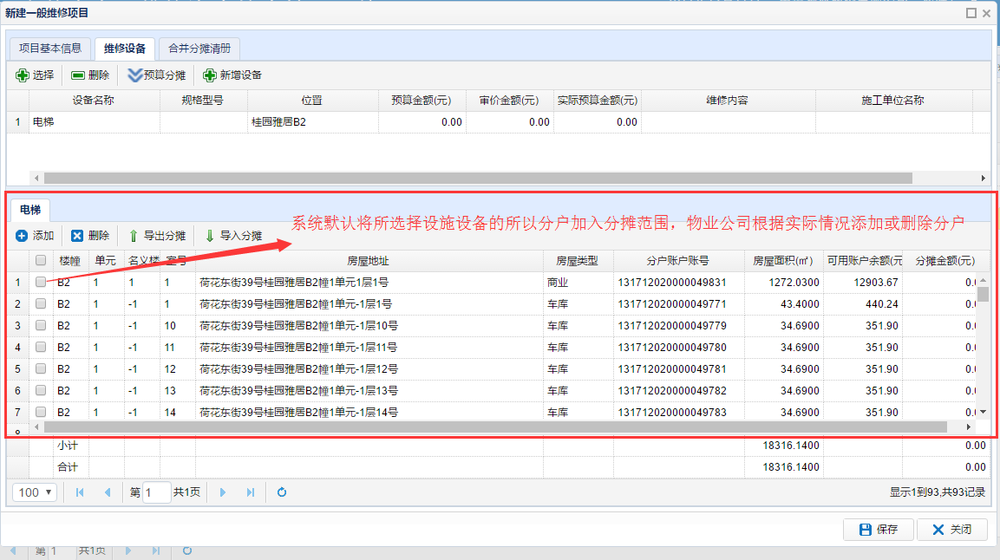 新建一般维修项目
项目基本信息 维修设备 合并分摊清册
选择 删除 预算分摊 新增设备
设备名称 规格型号 位置 预算金额(元) 审价金额(元) 实际预算金额(元) 维修内容 施工单位名称
1 电梯 桂园雅居B2 0.00 0.00 0.00
电梯
系统默认将所选择设施设备的所以分户加入分摊范围，物业公司根据实际情况添加或删除分户
添加 删除 导出分摊 导入分摊
楼幢 单元 名义楼 室号 房屋地址 房屋类型 分户账户账号 房屋面积(㎡) 可用账户余额(元 分摊金额(元)
1 B2 1 1 1 荷花东街39号桂园雅居B2幢1单元1层1号 商业 131712020000049831 1272.0300 12903.67 0.0
2 B2 1 -1 1 荷花东街39号桂园雅居B2幢1单元-1层1号 车库 131712020000049771 43.4000 440.24 0.0
3 B2 1 -1 10 荷花东街39号桂园雅居B2幢1单元-1层10号 车库 131712020000049779 34.6900 351.90 0.0
4 B2 1 -1 11 荷花东街39号桂园雅居B2幢1单元-1层11号 车库 131712020000049780 34.6900 351.90 0.0
5 B2 1 -1 12 荷花东街39号桂园雅居B2幢1单元-1层12号 车库 131712020000049781 34.6900 351.90 0.0
6 B2 1 -1 13 荷花东街39号桂园雅居B2幢1单元-1层13号 车库 131712020000049782 34.6900 351.90 0.0
7 B2 1 -1 14 荷花东街39号桂园雅居B2幢1单元-1层14号 车库 131712020000049783 34.6900 351.90 0.0
8
小计 18316.1400 0.00
合计 18316.1400 0.00
100 第 1 共1页 显示1到93,共93记录
保存 关闭
第 1 共1页